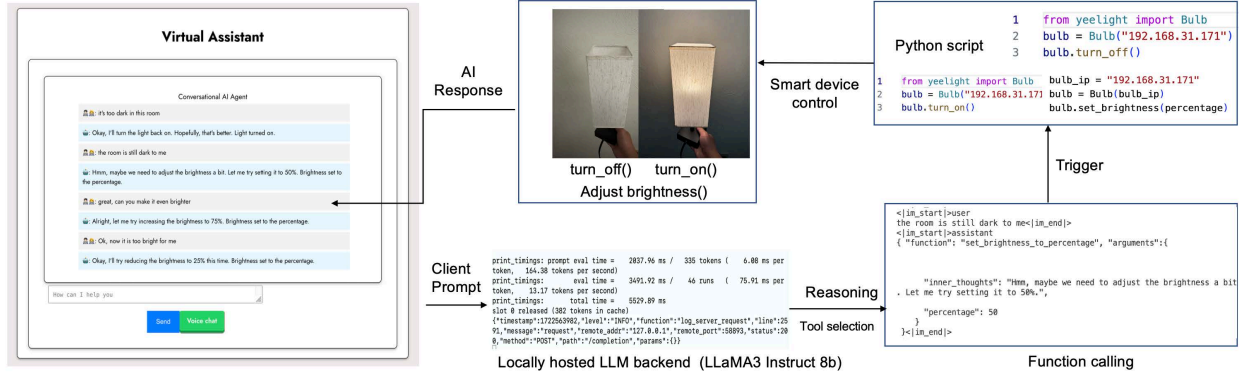 Virtual Assistant
Conversational AI Agent
: it's too dark in this room
: Okay, I'll turn the light back on. Hopefully, that's better. Light turned on.
: the room is still dark to me
: Hmm, maybe we need to adjust the brightness a bit. Let me try setting it to 50%. Brightness set to
the percentage.
: great, can you make it even brighter
: Alright, let me try increasing the brightness to 75%. Brightness set to the percentage.
: Ok, now it is too bright for me
: Okay, I'll try reducing the brightness to 25% this time. Brightness set to the percentage.
How can I help you
Send
Voice chat
AI
Response
turn_off()
turn_on()
Adjust brightness()
Smart device
control
Python script
1 from yeelight import Bulb
2 bulb = Bulb("192.168.31.171")
3 bulb.turn_off()
1 from yeelight import Bulb
2 bulb = Bulb("192.168.31.171
3 bulb.turn_on()
bulb_ip = "192.168.31.171"
bulb = Bulb(bulb_ip)
bulb.set_brightness(percentage)
Trigger
Client
Prompt
print_timings: prompt eval time = 2037.96 ms / 335 tokens ( 6.08 ms per
token, 164.38 tokens per second)
print_timings: eval time = 3491.92 ms / 46 runs ( 75.91 ms per
token, 13.17 tokens per second)
print_timings: total time = 5529.89 ms
slot 0 released (382 tokens in cache)
{"timestamp":1722563982,"level":"INFO","function":"log_server_request","line":25
91,"message":"request","remote_addr":"127.0.0.1","remote_port":58893,"status":20
0,"method":"POST","path":"/completion","params":{}}
Locally hosted LLM backend (LLaMA3 Instruct 8b)
Reasoning
Tool selection
<|im_start|>user
the room is still dark to me<|im_end|>
<|im_start|>assistant
{ "function": "set_brightness_to_percentage", "arguments":{
"inner_thoughts": "Hmm, maybe we need to adjust the brightness a bit
. Let me try setting it to 50%.",
"percentage": 50
}
}<|im_end|>
Function calling